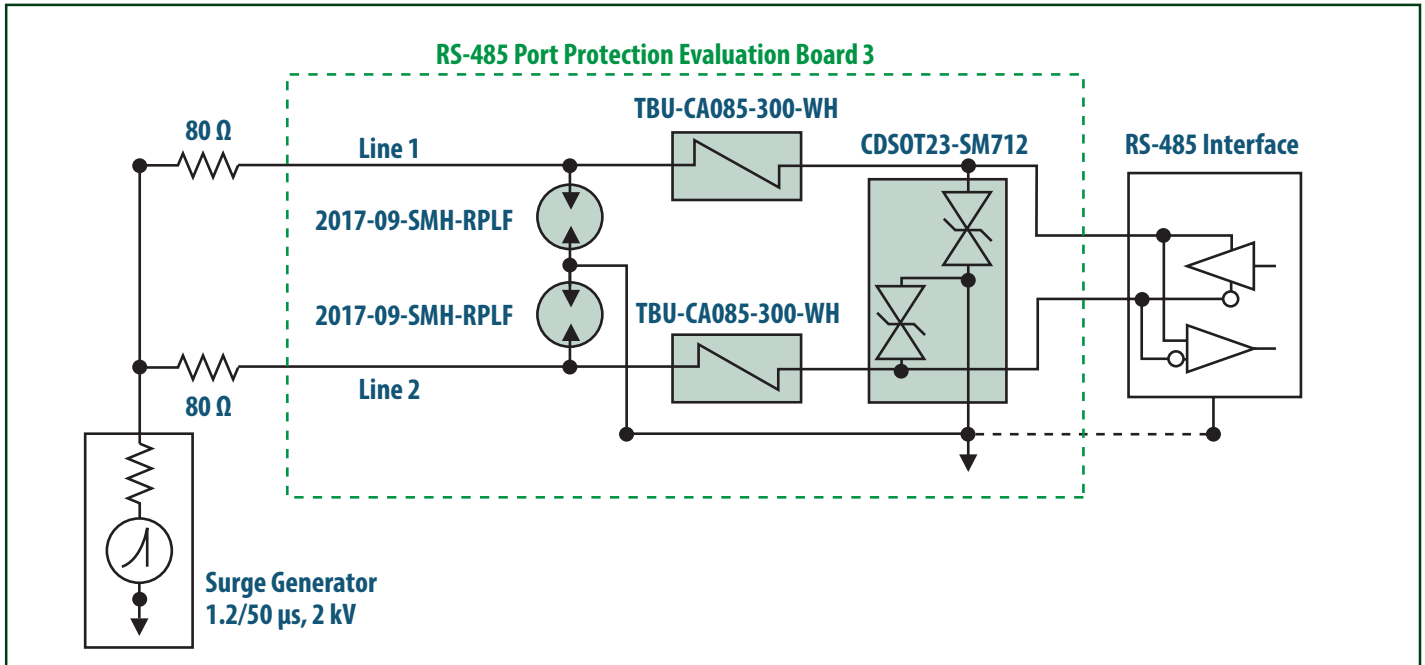 RS-485 Port Protection Evaluation Board 3
TBU-CA085-300-WH
80 Ω
Line 1
CDSOT23-SM712
RS-485 Interface
2017-09-SMH-RPLF
2017-09-SMH-RPLF
TBU-CA085-300-WH
Line 2
80 Ω
Surge Generator
1.2/50 µs, 2 kV